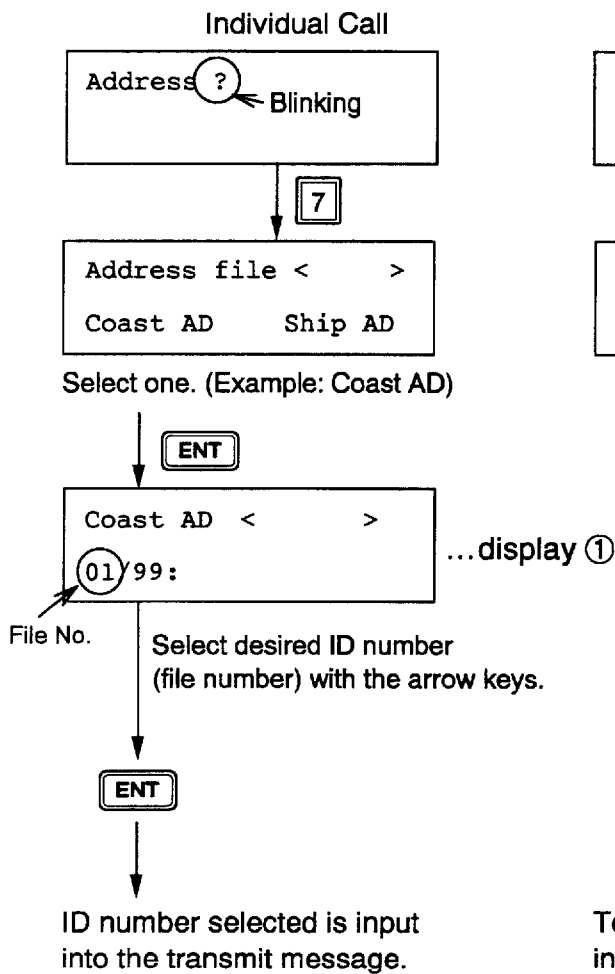 Individual Call
Address ?
Blinking
7
Address file < >
Coast AD Ship AD
Select one. (Example: Coast AD)
ENT
Coast AD < >
...display ①
01/99:
File No.
Select desired ID number
(file number) with the arrow keys.
ENT
ID number selected is input
into the transmit message.